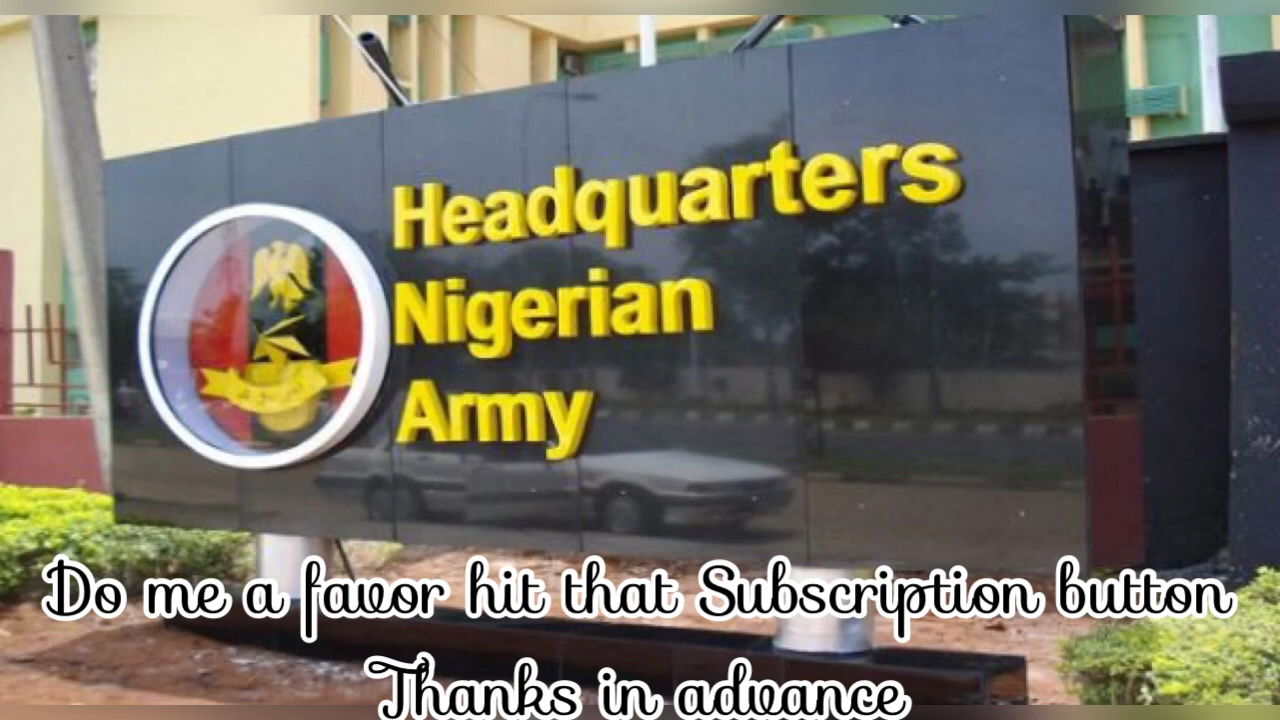 Headquarters
Nigerian
Army
Do me a favor hit that Subscription button
Thanks in advance